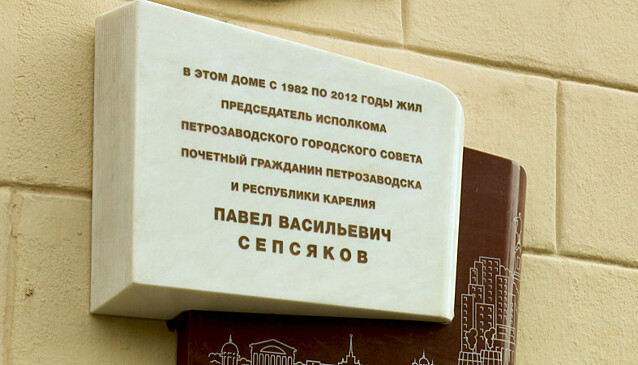 В ЭТОМ ДОМЕ С 1982 ПО 2012 ГОДЫ ЖИЛ
ПРЕДСЕДАТЕЛЬ ИСПОЛКОМА
ПЕТРОЗАВОДСКОГО ГОРОДСКОГО СОВЕТА
ПОЧЕТНЫЙ ГРАЖДАНИН ПЕТРОЗАВОДСКА
И РЕСПУБЛИКИ КАРЕЛИЯ
ПАВЕЛ ВАСИЛЬЕВИЧ
СЕПСЯКОВ